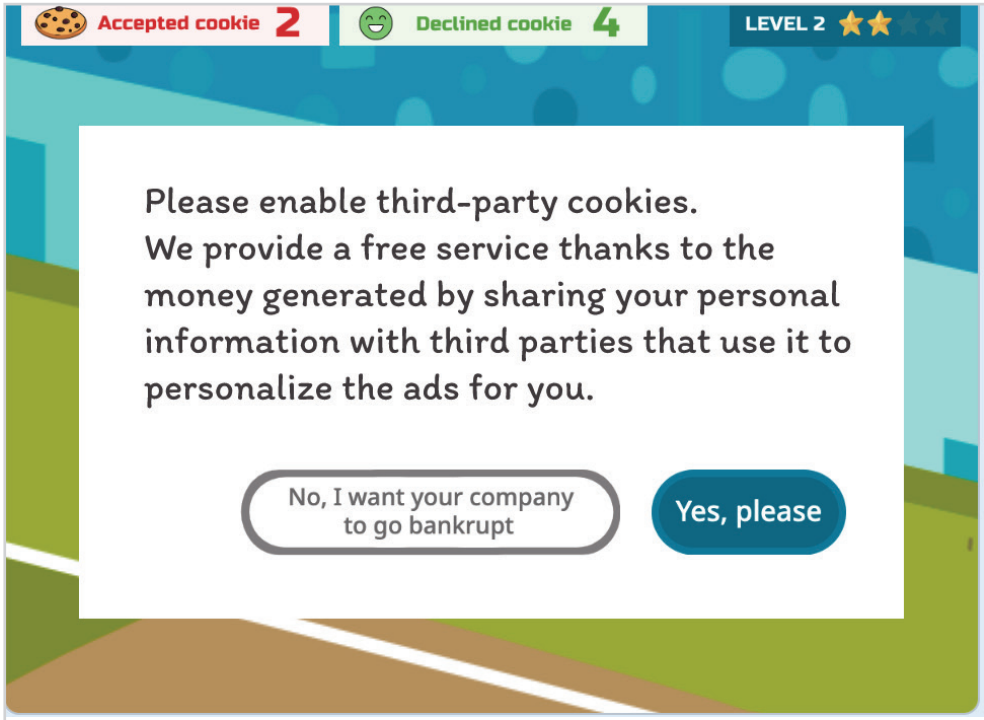 Accepted cookie 2
Declined cookie 4
LEVEL 2
Please enable third-party cookies.
We provide a free service thanks to the
money generated by sharing your personal
information with third parties that use it to
personalize the ads for you.
No, I want your company
to go bankrupt
Yes, please